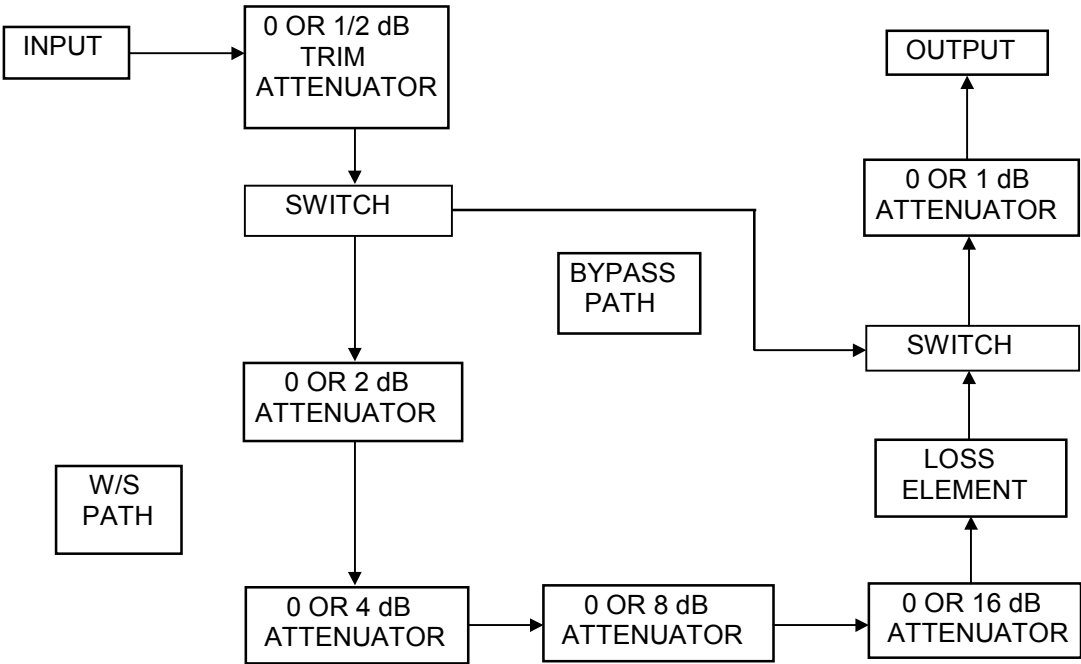 INPUT
0 OR 1/2 dB
TRIM
ATTENUATOR
SWITCH
BYPASS
PATH
0 OR 2 dB
ATTENUATOR
W/S
PATH
0 OR 4 dB
ATTENUATOR
0 OR 8 dB
ATTENUATOR
0 OR 16 dB
ATTENUATOR
LOSS
ELEMENT
SWITCH
0 OR 1 dB
ATTENUATOR
OUTPUT